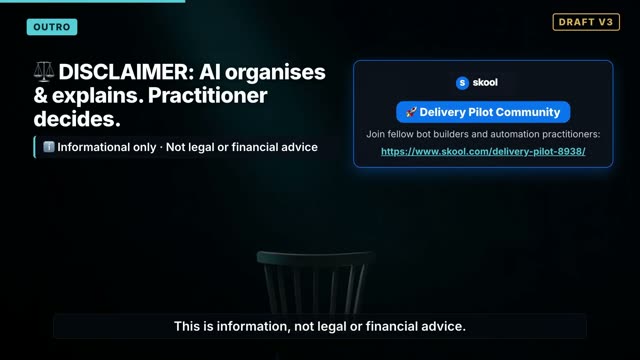 OUTRO
DRAFT V3
⚖️ DISCLAIMER: AI organises
& explains. Practitioner
decides.
ℹ️ Informational only · Not legal or financial advice
S skool
🚀 Delivery Pilot Community
Join fellow bot builders and automation practitioners:
https://www.skool.com/delivery-pilot-8938/
This is information, not legal or financial advice.